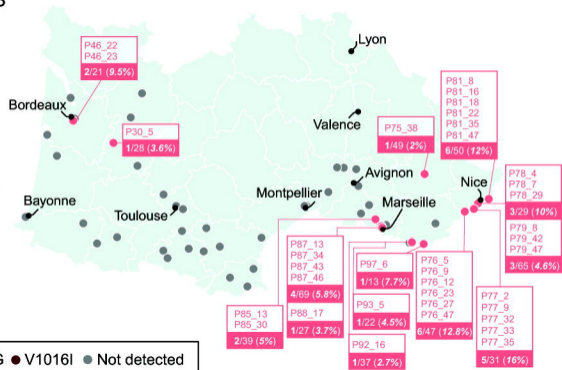 Lyon
P46_22
P46_23
2/21 (9.5%)
P81_8
P81_16
P81_18
P81_22
P81_35
P81_47
6/50 (12%)
Bordeaux
Valence
P75_38
1/49 (2%)
P30_5
1/28 (3.6%)
Avignon
Nice
P78_4
P78_7
P78_29
3/29 (10%)
Bayonne
Toulouse
Montpellier
Marseille
P79_8
P79_42
P79_47
3/65 (4.6%)
P87_13
P87_34
P87_43
P87_46
4/69 (5.8%)
P97_6
1/13 (7.7%)
P76_5
P76_9
P76_12
P76_23
P76_27
P76_47
6/47 (12.8%)
P77_2
P77_9
P77_32
P77_33
P77_35
5/31 (16%)
P85_13
P85_30
2/39 (5%)
P88_17
1/27 (3.7%)
P93_5
1/22 (4.5%)
P92_16
1/37 (2.7%)
G V1016I Not detected